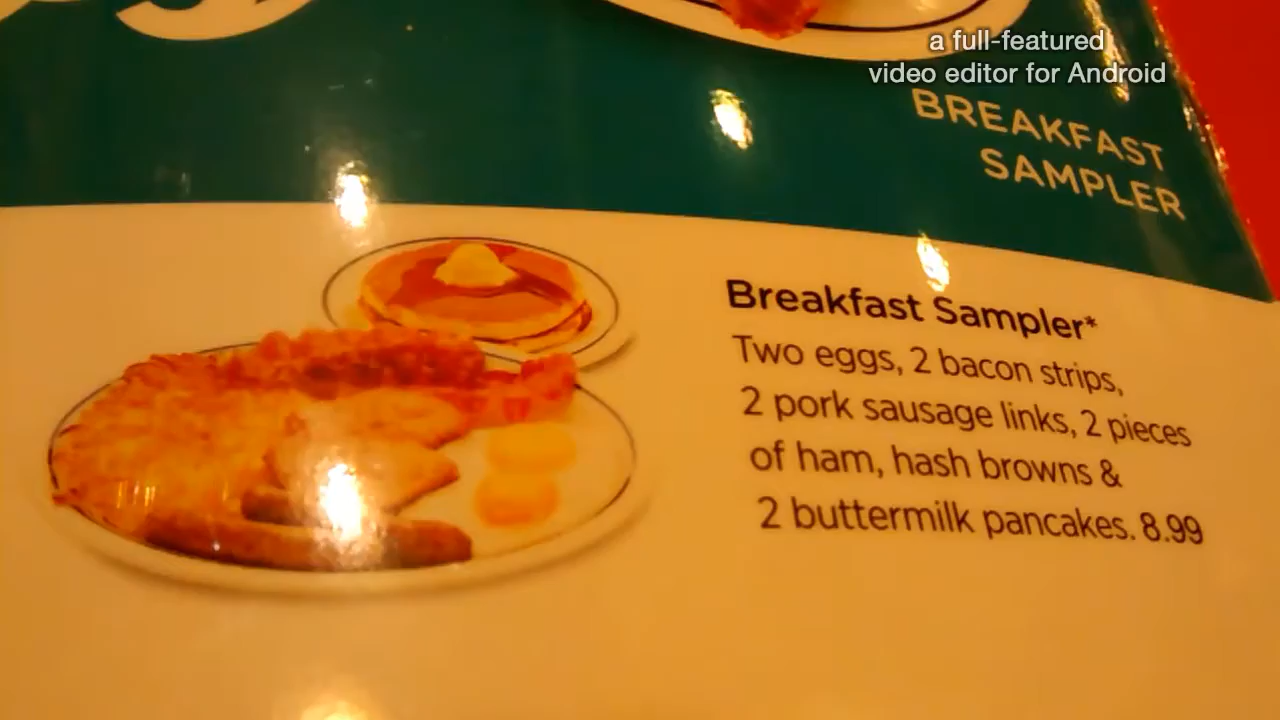 a full-featured
video editor for Android
BREAKFAST
SAMPLER
Breakfast Sampler*
Two eggs, 2 bacon strips,
2 pork sausage links, 2 pieces
of ham, hash browns &
2 buttermilk pancakes. 8.99